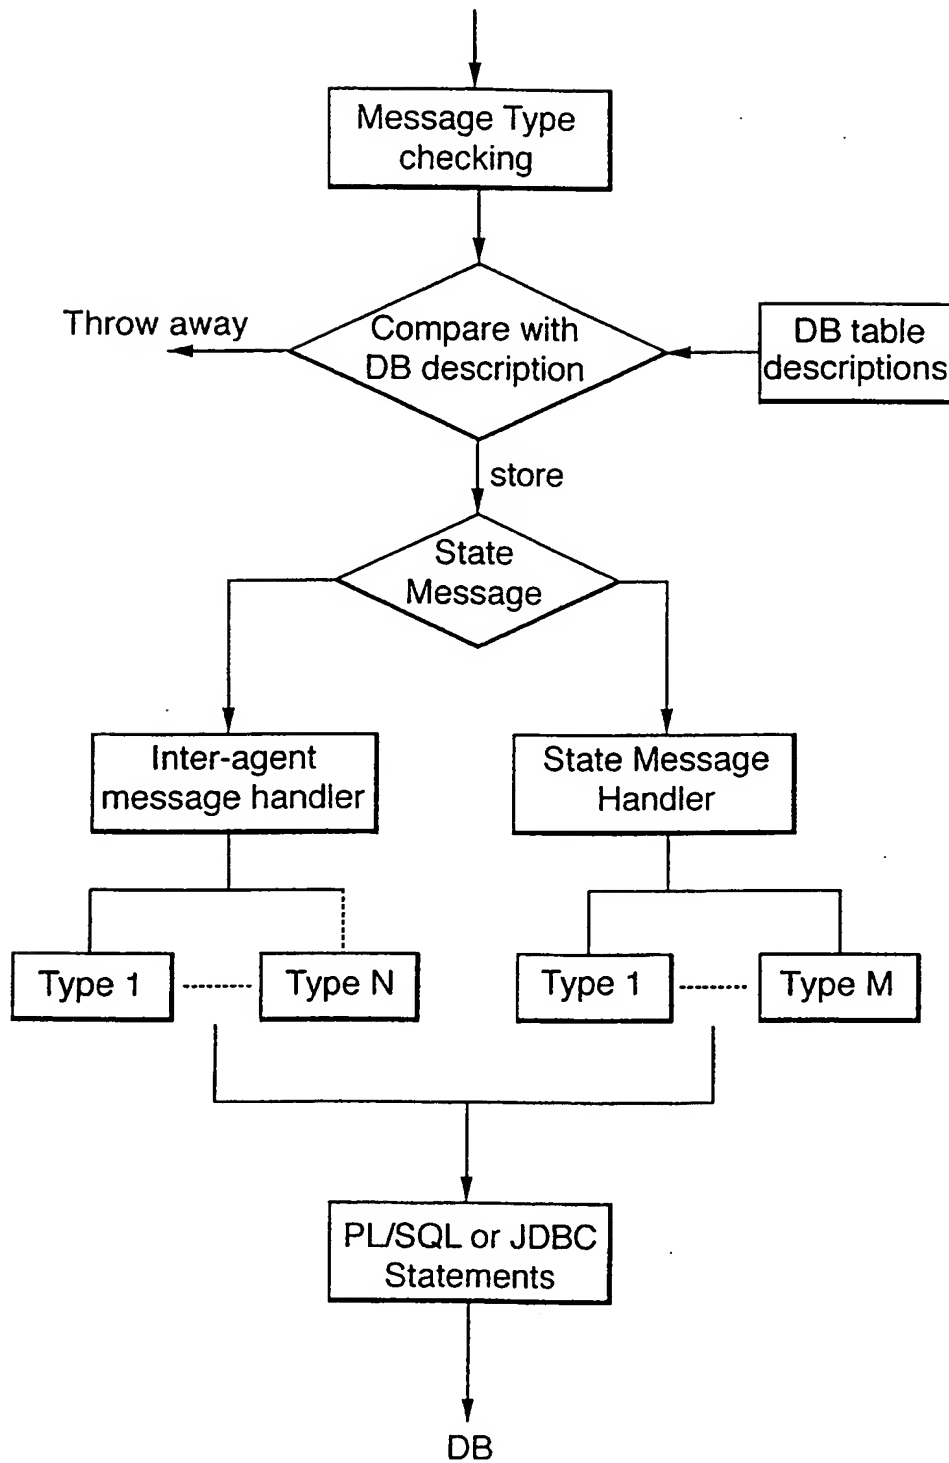 Message Type
checking
Throw away
Compare with
DB description
DB table
descriptions
store
State
Message
Inter-agent
message handler
State Message
Handler
Type 1
Type N
Type 1
Type M
PL/SQL or JDBC
Statements
DB